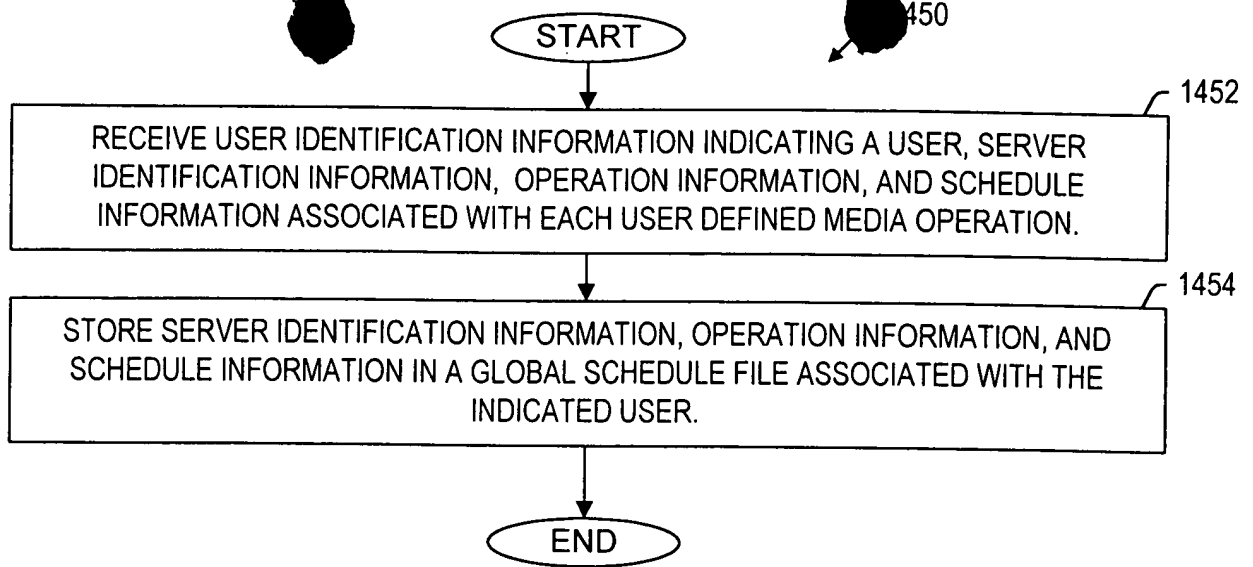 450
START
1452
RECEIVE USER IDENTIFICATION INFORMATION INDICATING A USER, SERVER
IDENTIFICATION INFORMATION, OPERATION INFORMATION, AND SCHEDULE
INFORMATION ASSOCIATED WITH EACH USER DEFINED MEDIA OPERATION.
1454
STORE SERVER IDENTIFICATION INFORMATION, OPERATION INFORMATION, AND
SCHEDULE INFORMATION IN A GLOBAL SCHEDULE FILE ASSOCIATED WITH THE
INDICATED USER.
END